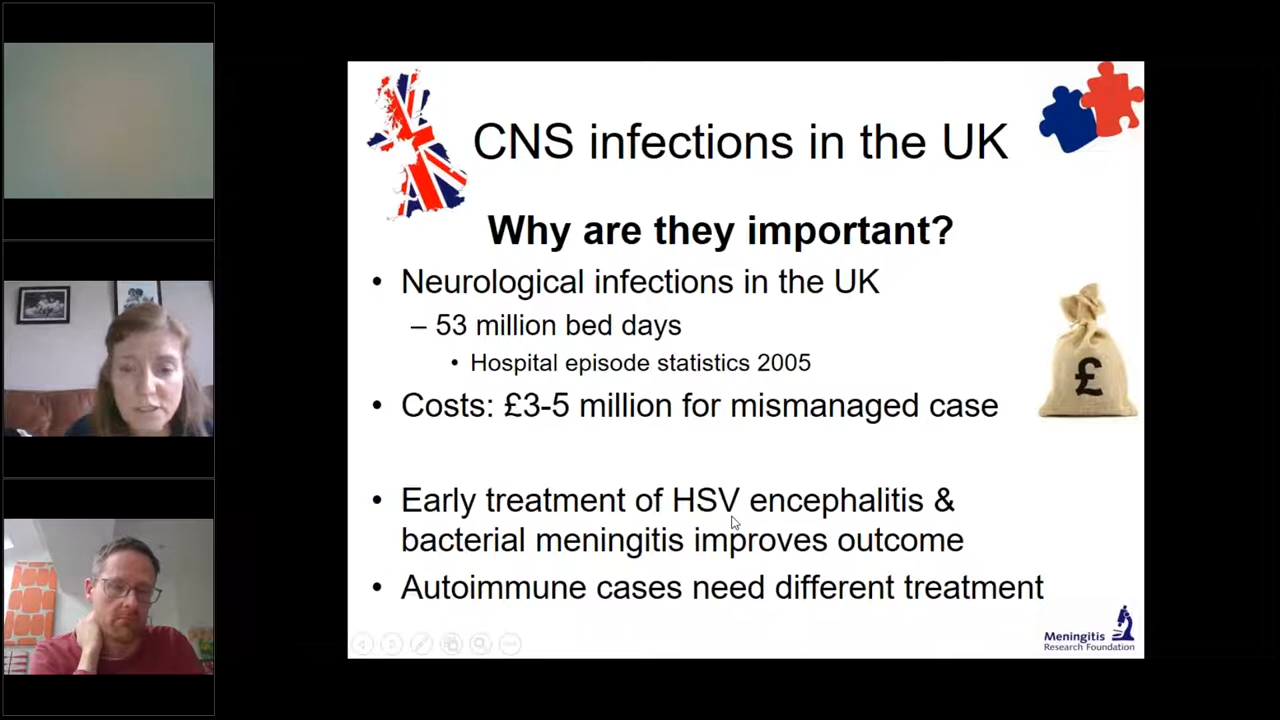 CNS infections in the UK
Why are they important?
• Neurological infections in the UK
– 53 million bed days
• Hospital episode statistics 2005
• Costs: £3-5 million for mismanaged case
£
• Early treatment of HSV encephalitis &
bacterial meningitis improves outcome
• Autoimmune cases need different treatment
Meningitis
Research Foundation